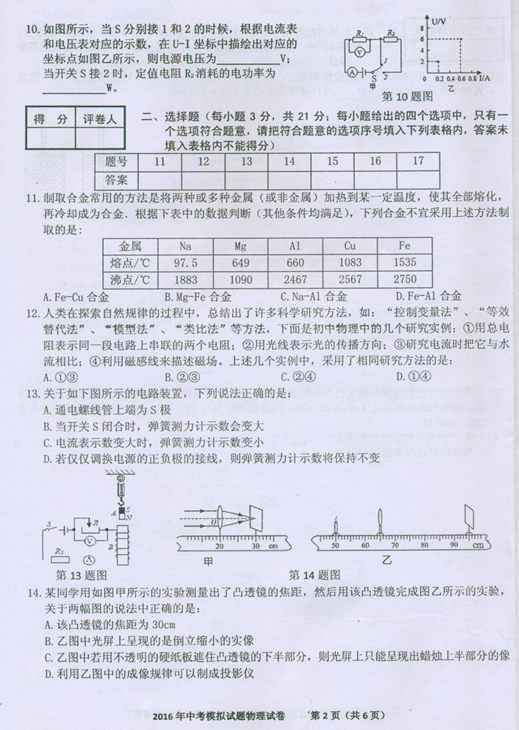 10. 如图所示，当S分别接1和2的时候，根据电流表
和电压表对应的示数，在U-I坐标中描绘出对应的
坐标点如图乙所示，则电源电压为V；
当开关S接2时，定值电阻R₂消耗的电功率为
W。
R₁ R₂
V
A S
甲
U/V
8
6
4
2
0 0.2 0.4 0.6 0.8 I/A
乙
第10题图
得 分 评卷人
二、选择题（每小题3分，共21分；每小题给出的四个选项中，只有一
个选项符合题意，请把符合题意的选项序号填入下列表格内，答案未
填入表格内不能得分）
题号 11 12 13 14 15 16 17
答案
11. 制取合金常用的方法是将两种或多种金属（或非金属）加热到某一定温度，使其全部熔化，
再冷却成为合金．根据下表中的数据判断（其他条件均满足），下列合金不宜采用上述方法制
取的是：
金属 Na Mg Al Cu Fe
熔点/℃ 97.5 649 660 1083 1535
沸点/℃ 1883 1090 2467 2567 2750
A.Fe-Cu 合金 B.Mg-Fe 合金 C.Na-Al 合金 D.Fe-Al 合金
12. 人类在探索自然规律的过程中，总结出了许多科学研究方法，如：“控制变量法”、“等效
替代法”、“模型法”、“类比法”等方法，下面是初中物理中的几个研究实例：①用总电
阻表示同一段电路上串联的两个电阻；②用光线表示光的传播方向；③研究电流时把它与水
流相比；④利用磁感线来描述磁场。上述几个实例中，采用了相同研究方法的是：
A.①③ B.②③ C.②④ D.①④
13. 关于如下图所示的电路装置，下列说法正确的是：
A. 通电螺线管上端为S极
B. 当开关S闭合时，弹簧测力计示数会变大
C. 电流表示数变大时，弹簧测力计示数变小
D. 若仅仅调换电源的正负极的接线，则弹簧测力计示数将保持不变
S
V
R₂
A
N
第13题图
20 30 cm
甲
50 60 70 80 90 cm
乙
第14题图
14. 某同学用如图甲所示的实验测量出了凸透镜的焦距，然后用该凸透镜完成图乙所示的实验，
关于两幅图的说法中正确的是：
A. 该凸透镜的焦距为30cm
B. 乙图中光屏上呈现的是倒立缩小的实像
C. 乙图中若用不透明的硬纸板遮住凸透镜的下半部分，则光屏上只能呈现出蜡烛上半部分的像
D. 利用乙图中的成像规律可以制成投影仪
2016年中考模拟试题物理试卷 第2页（共6页）